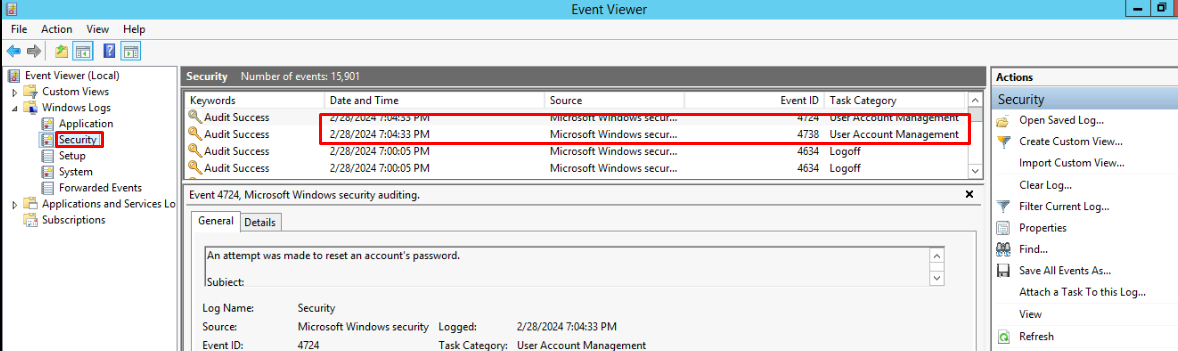 Event Viewer
File Action View Help
Event Viewer (Local)
Custom Views
Windows Logs
Application
Security
Setup
System
Forwarded Events
Applications and Services Lo
Subscriptions
Security Number of events: 15,901
Keywords Date and Time Source Event ID Task Category
Audit Success 2/28/2024 7:04:33 PM Microsoft Windows secur... 4724 User Account Management
Audit Success 2/28/2024 7:04:33 PM Microsoft Windows secur... 4738 User Account Management
Audit Success 2/28/2024 7:00:05 PM Microsoft Windows secur... 4634 Logoff
Audit Success 2/28/2024 7:00:05 PM Microsoft Windows secur... 4634 Logoff
Event 4724, Microsoft Windows security auditing.
General Details
An attempt was made to reset an account's password.
Subject:
Log Name: Security
Source: Microsoft Windows security Logged: 2/28/2024 7:04:33 PM
Event ID: 4724 Task Category: User Account Management
Actions
Security
Open Saved Log...
Create Custom View...
Import Custom View...
Clear Log...
Filter Current Log...
Properties
Find...
Save All Events As...
Attach a Task To this Log...
View
Refresh